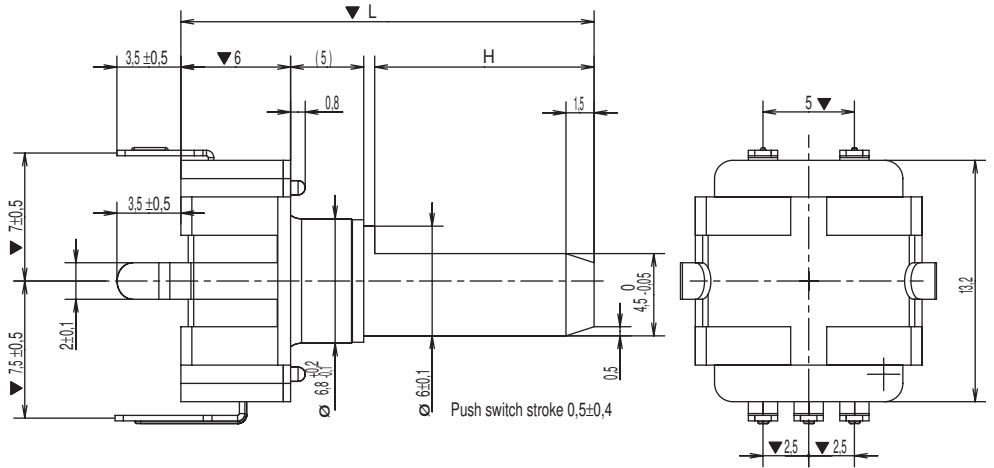 ▼ L
3,5 ±0,5
▼ 6
(5)
H
0,8
1,5
5 ▼
3,5 ±0,5
▼ 7±0,5
2±0,1
▼ 7,5 ±0,5
ø 6,8 +0,2 -0,1
ø 6±0,1
4,5 0 -0,05
0,5
13,2
Push switch stroke 0,5±0,4
▼ 2,5
▼ 2,5